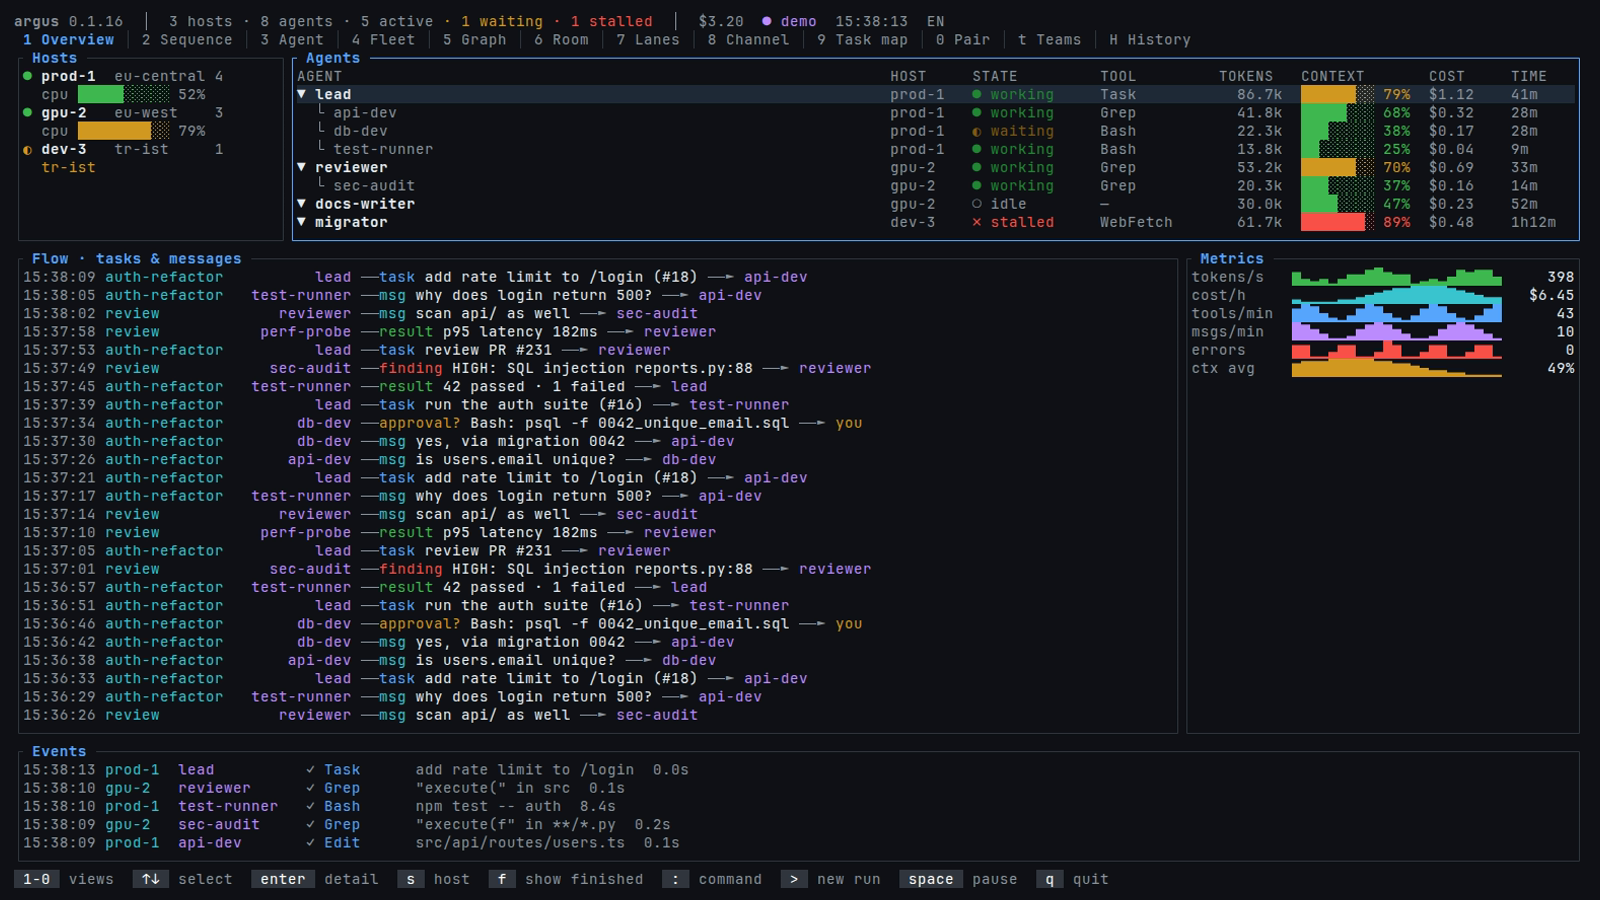 argus 0.1.16 │ 3 hosts · 8 agents · 5 active · 1 waiting · 1 stalled │ $3.20 ● demo 15:38:13 EN
1 Overview │ 2 Sequence │ 3 Agent │ 4 Fleet │ 5 Graph │ 6 Room │ 7 Lanes │ 8 Channel │ 9 Task map │ 0 Pair │ t Teams │ H History
Hosts
● prod-1 eu-central 4
cpu 52%
● gpu-2 eu-west 3
cpu 79%
◐ dev-3 tr-ist 1
tr-ist
Agents
AGENT HOST STATE TOOL TOKENS CONTEXT COST TIME
▼ lead prod-1 ● working Task 86.7k 79% $1.12 41m
└ api-dev prod-1 ● working Grep 41.8k 68% $0.32 28m
└ db-dev prod-1 ◐ waiting Bash 22.3k 38% $0.17 28m
└ test-runner prod-1 ● working Bash 13.8k 25% $0.04 9m
▼ reviewer gpu-2 ● working Grep 53.2k 70% $0.69 33m
└ sec-audit gpu-2 ● working Grep 20.3k 37% $0.16 14m
▼ docs-writer gpu-2 ○ idle — 30.0k 47% $0.23 52m
▼ migrator dev-3 ✕ stalled WebFetch 61.7k 89% $0.48 1h12m
Flow · tasks & messages
15:38:09 auth-refactor lead ──task add rate limit to /login (#18) ──► api-dev
15:38:05 auth-refactor test-runner ──msg why does login return 500? ──► api-dev
15:38:02 review reviewer ──msg scan api/ as well ──► sec-audit
15:37:58 review perf-probe ──result p95 latency 182ms ──► reviewer
15:37:53 auth-refactor lead ──task review PR #231 ──► reviewer
15:37:49 review sec-audit ──finding HIGH: SQL injection reports.py:88 ──► reviewer
15:37:45 auth-refactor test-runner ──result 42 passed · 1 failed ──► lead
15:37:39 auth-refactor lead ──task run the auth suite (#16) ──► test-runner
15:37:34 auth-refactor db-dev ──approval? Bash: psql -f 0042_unique_email.sql ──► you
15:37:30 auth-refactor db-dev ──msg yes, via migration 0042 ──► api-dev
15:37:26 auth-refactor api-dev ──msg is users.email unique? ──► db-dev
15:37:21 auth-refactor lead ──task add rate limit to /login (#18) ──► api-dev
15:37:17 auth-refactor test-runner ──msg why does login return 500? ──► api-dev
15:37:14 review reviewer ──msg scan api/ as well ──► sec-audit
15:37:10 review perf-probe ──result p95 latency 182ms ──► reviewer
15:37:05 auth-refactor lead ──task review PR #231 ──► reviewer
15:37:01 review sec-audit ──finding HIGH: SQL injection reports.py:88 ──► reviewer
15:36:57 auth-refactor test-runner ──result 42 passed · 1 failed ──► lead
15:36:51 auth-refactor lead ──task run the auth suite (#16) ──► test-runner
15:36:46 auth-refactor db-dev ──approval? Bash: psql -f 0042_unique_email.sql ──► you
15:36:42 auth-refactor db-dev ──msg yes, via migration 0042 ──► api-dev
15:36:38 auth-refactor api-dev ──msg is users.email unique? ──► db-dev
15:36:33 auth-refactor lead ──task add rate limit to /login (#18) ──► api-dev
15:36:29 auth-refactor test-runner ──msg why does login return 500? ──► api-dev
15:36:26 review reviewer ──msg scan api/ as well ──► sec-audit
Metrics
tokens/s 398
cost/h $6.45
tools/min 43
msgs/min 10
errors 0
ctx avg 49%
Events
15:38:13 prod-1 lead ✓ Task add rate limit to /login 0.0s
15:38:10 gpu-2 reviewer ✓ Grep "execute(" in src 0.1s
15:38:10 prod-1 test-runner ✓ Bash npm test -- auth 8.4s
15:38:09 gpu-2 sec-audit ✓ Grep "execute(f" in **/*.py 0.2s
15:38:09 prod-1 api-dev ✓ Edit src/api/routes/users.ts 0.1s
1-0 views ↑↓ select enter detail s host f show finished : command > new run space pause q quit